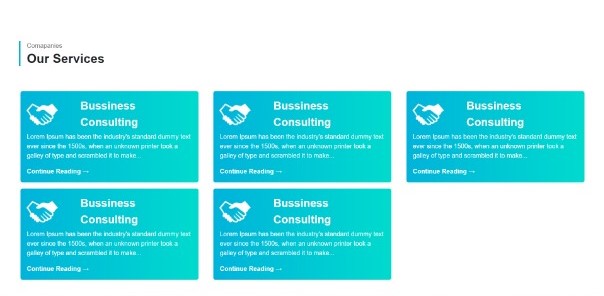 Comapanies
Our Services
Bussiness
Consulting
Lorem Ipsum has been the industry's standard dummy text
ever since the 1500s, when an unknown printer took a
galley of type and scrambled it to make...
Continue Reading →
Bussiness
Consulting
Lorem Ipsum has been the industry's standard dummy text
ever since the 1500s, when an unknown printer took a
galley of type and scrambled it to make...
Continue Reading →
Bussiness
Consulting
Lorem Ipsum has been the industry's standard dummy text
ever since the 1500s, when an unknown printer took a
galley of type and scrambled it to make...
Continue Reading →
Bussiness
Consulting
Lorem Ipsum has been the industry's standard dummy text
ever since the 1500s, when an unknown printer took a
galley of type and scrambled it to make...
Continue Reading →
Bussiness
Consulting
Lorem Ipsum has been the industry's standard dummy text
ever since the 1500s, when an unknown printer took a
galley of type and scrambled it to make...
Continue Reading →